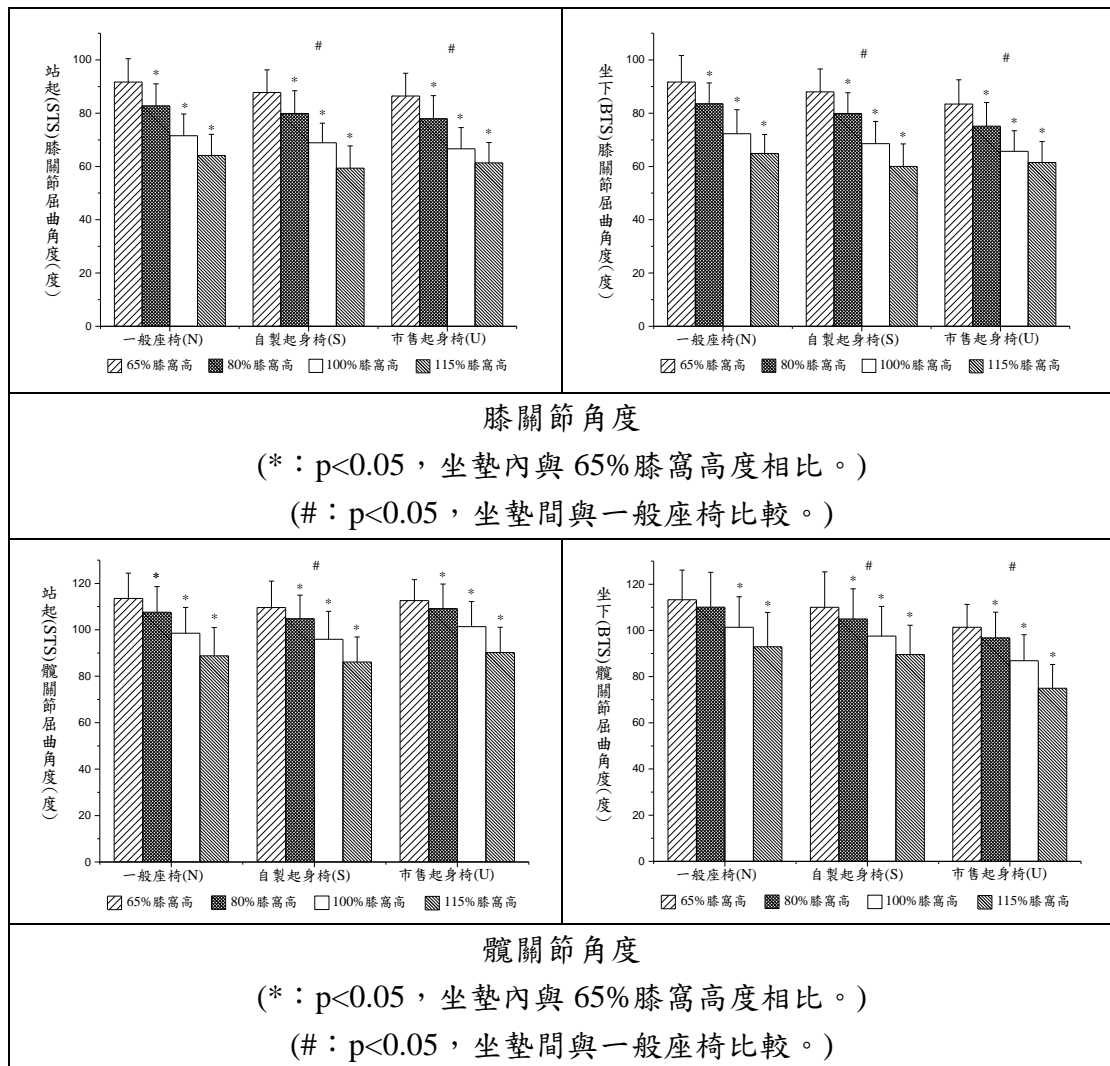 站起(STS)膝關節屈曲角度(度)
100
80
60
40
20
0
#
#
*
*
*
*
*
*
*
*
*
一般座椅(N)
自製起身椅(S)
市售起身椅(U)
65%膝窩高 80%膝窩高 100%膝窩高 115%膝窩高
坐下(BTS)膝關節屈曲角度(度)
100
80
60
40
20
0
#
#
*
*
*
*
*
*
*
*
*
一般座椅(N)
自製起身椅(S)
市售起身椅(U)
65%膝窩高 80%膝窩高 100%膝窩高 115%膝窩高
膝關節角度
(*：p<0.05，坐墊內與 65%膝窩高度相比。)
(#：p<0.05，坐墊間與一般座椅比較。)
站起(STS)髖關節屈曲角度(度)
120
100
80
60
40
20
0
#
*
*
*
*
*
*
*
*
*
一般座椅(N)
自製起身椅(S)
市售起身椅(U)
65%膝窩高 80%膝窩高 100%膝窩高 115%膝窩高
坐下(BTS)髖關節屈曲角度(度)
120
100
80
60
40
20
0
#
#
*
*
*
*
*
*
*
*
一般座椅(N)
自製起身椅(S)
市售起身椅(U)
65%膝窩高 80%膝窩高 100%膝窩高 115%膝窩高
髖關節角度
(*：p<0.05，坐墊內與 65%膝窩高度相比。)
(#：p<0.05，坐墊間與一般座椅比較。)